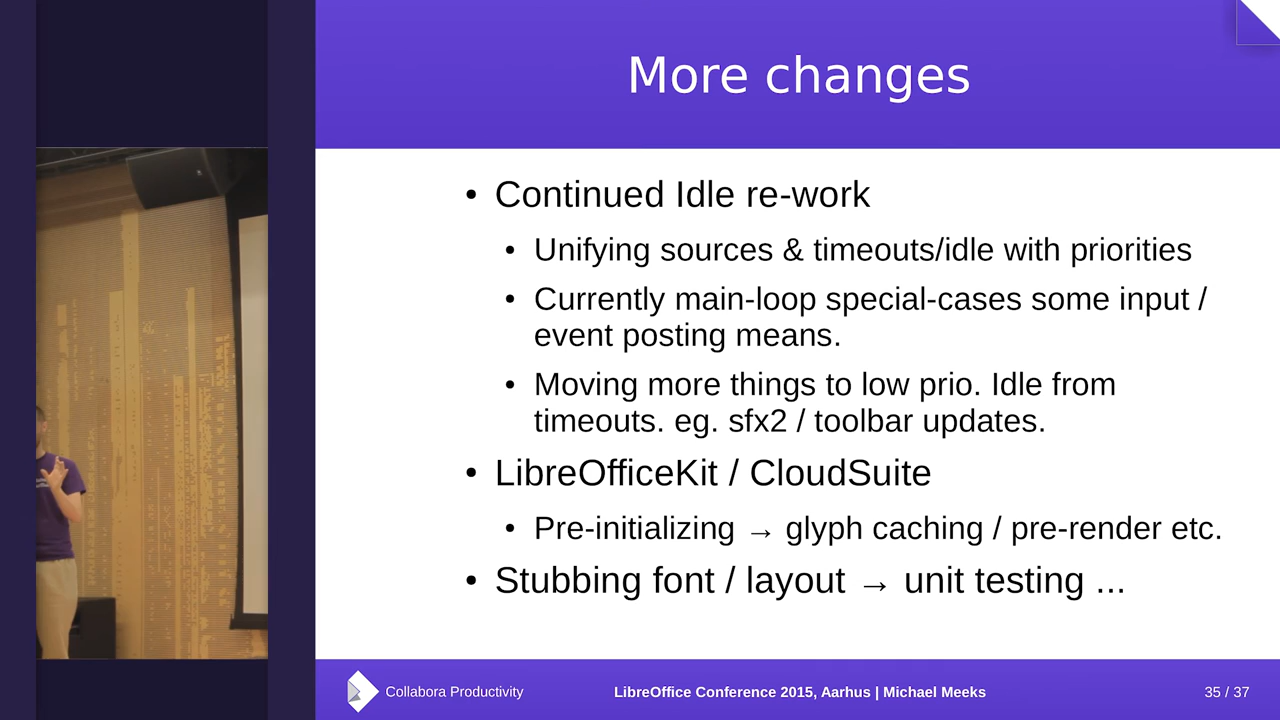 More changes
• Continued Idle re-work
• Unifying sources & timeouts/idle with priorities
• Currently main-loop special-cases some input /
event posting means.
• Moving more things to low prio. Idle from
timeouts. eg. sfx2 / toolbar updates.
• LibreOfficeKit / CloudSuite
• Pre-initializing → glyph caching / pre-render etc.
• Stubbing font / layout → unit testing ...
Collabora Productivity
LibreOffice Conference 2015, Aarhus | Michael Meeks
35 / 37